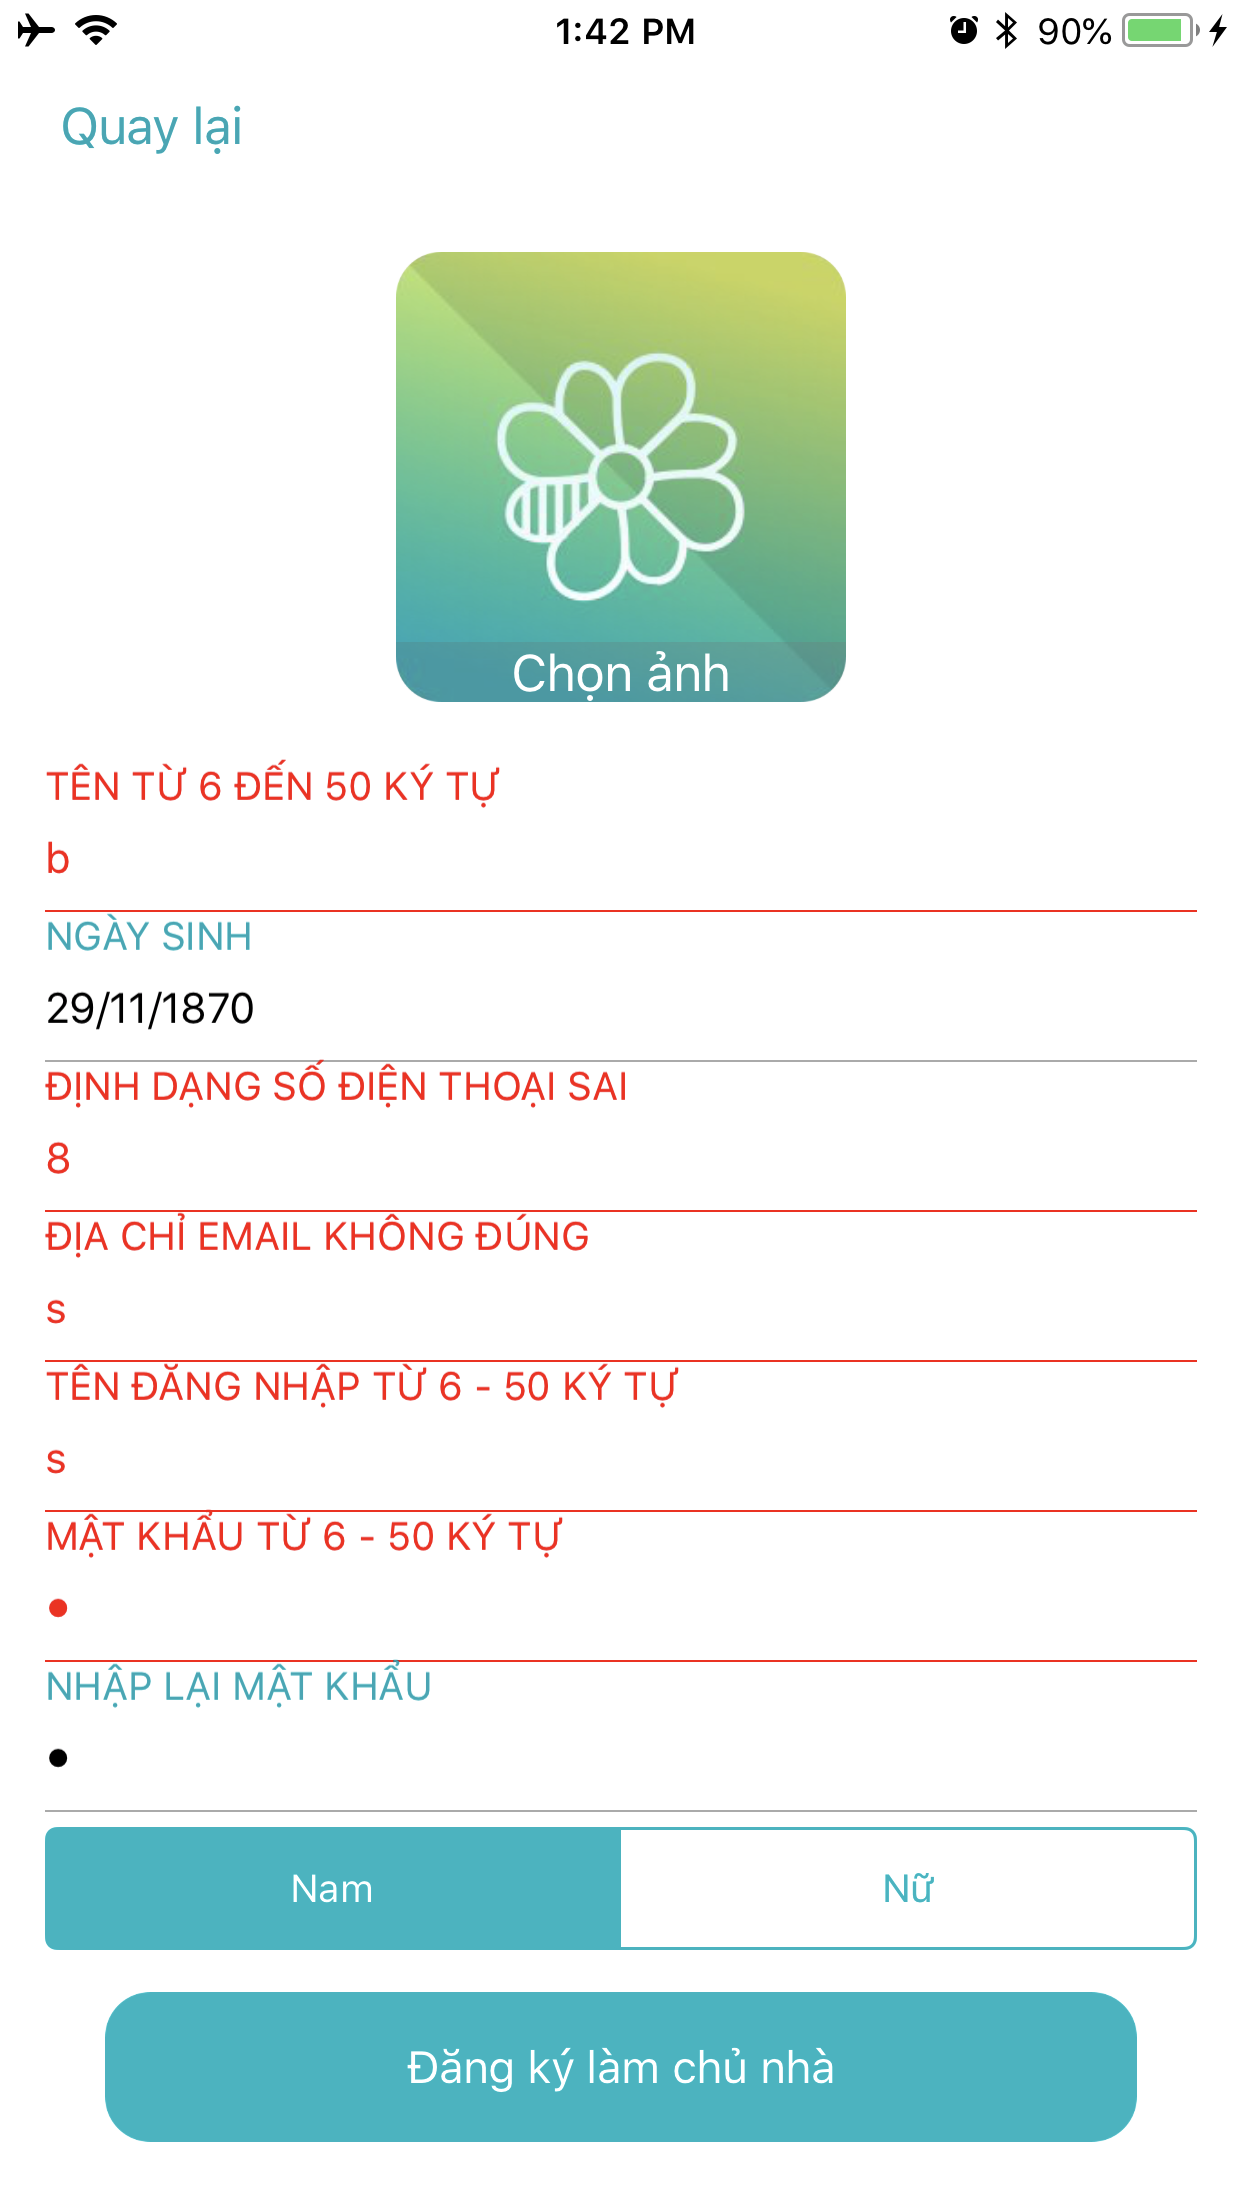 1:42 PM
90%
Quay lại
Chọn ảnh
TÊN TỪ 6 ĐẾN 50 KÝ TỰ
b
NGÀY SINH
29/11/1870
ĐỊNH DẠNG SỐ ĐIỆN THOẠI SAI
8
ĐỊA CHỈ EMAIL KHÔNG ĐÚNG
s
TÊN ĐĂNG NHẬP TỪ 6 - 50 KÝ TỰ
s
MẬT KHẨU TỪ 6 - 50 KÝ TỰ
•
NHẬP LẠI MẬT KHẨU
•
Nam
Nữ
Đăng ký làm chủ nhà